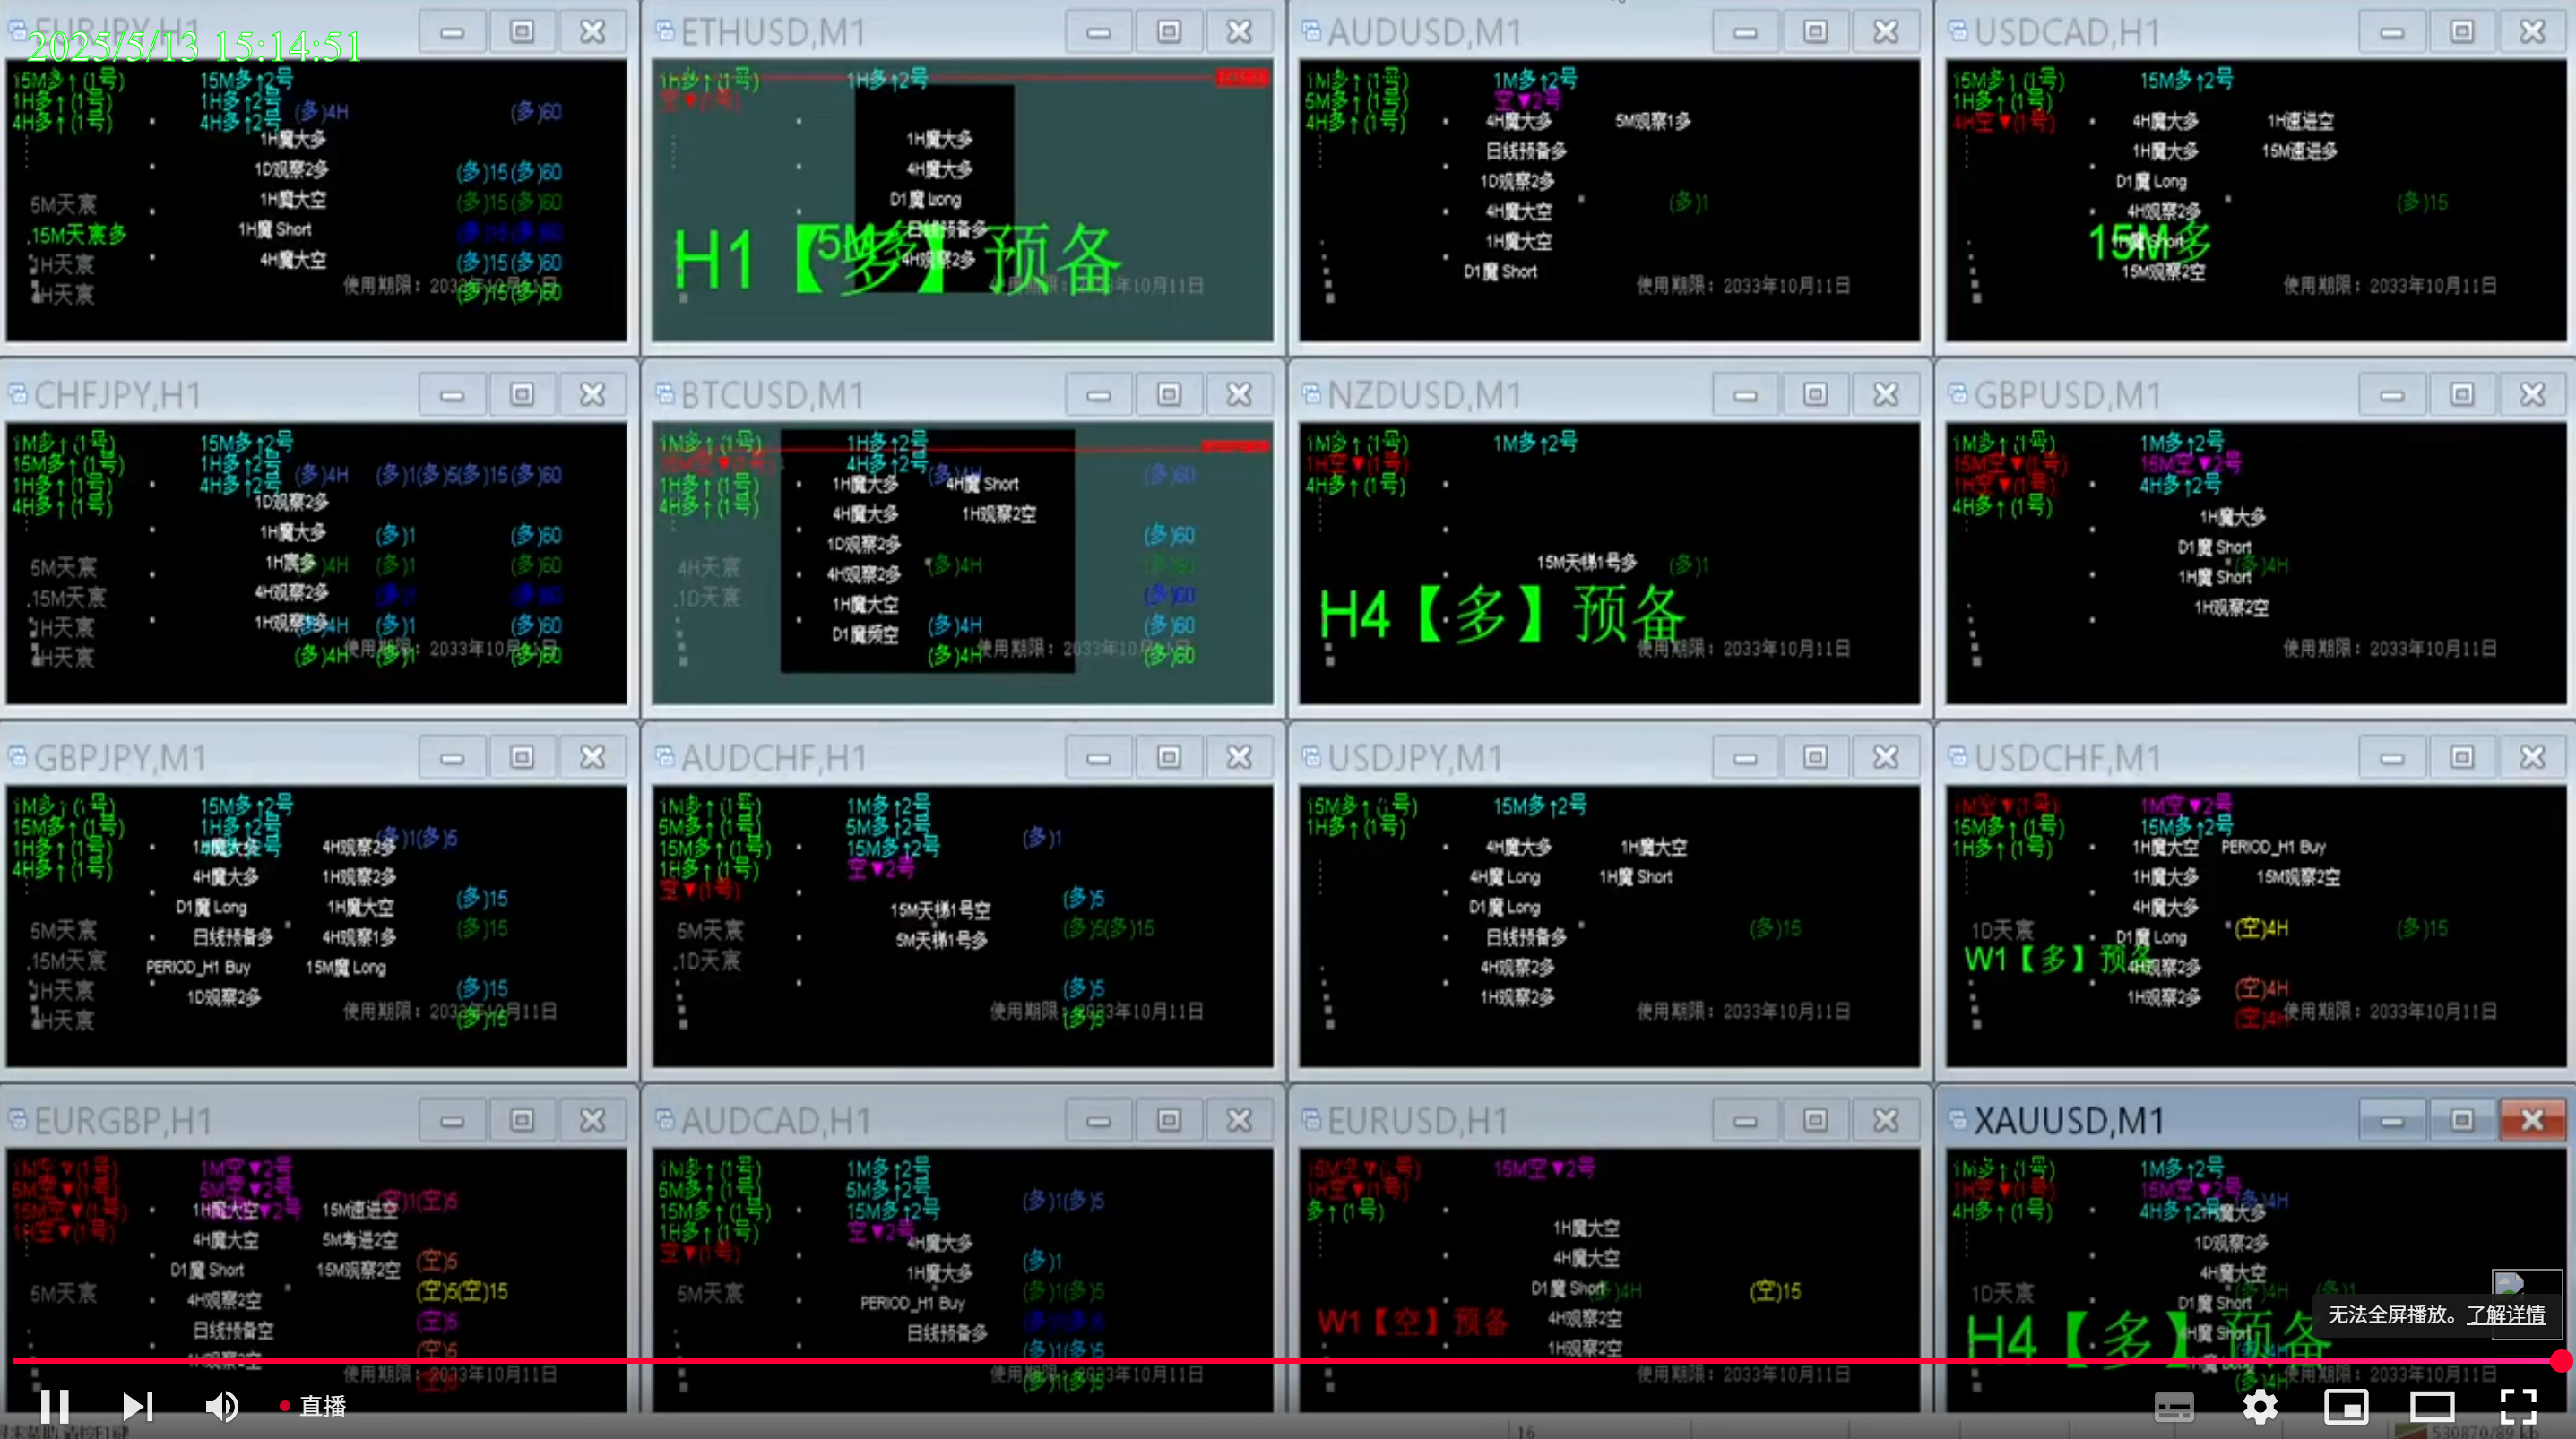 EURJPY,H1
2025/5/13 15:14:51
15M多↑(1号) 15M多↑2号
1H多↑(1号) 1H多↑2号 (多)4H (多)60
4H多↑(1号) 4H多↑2号
1H魔大多
1D观察2多 (多)15(多)60
5M天宸 1H魔大空 (多)15(多)60
15M天宸多 1H魔 Short (多)15(多)60
1H天宸 4H魔大空 (多)15(多)60
4H天宸 使用期限：2033年10月11日 (多)15(多)60
ETHUSD,M1
1H多↑(1号) 1H多↑2号
空▼(1号)
1H魔大多
4H魔大多
D1魔 Long
日线预备多
H1【多】预备
4H观察2多
AUDUSD,M1
1M多↑(1号) 1M多↑2号
5M多↑(1号) 空▼2号
4H多↑(1号) 4H魔大多 5M观察1多
日线预备多
1D观察2多
4H魔大空 (多)1
1H魔大空
D1魔 Short
使用期限：2033年10月11日
USDCAD,H1
15M多↑(1号) 15M多↑2号
1H多↑(1号)
4H空▼(1号) 4H魔大多 1H速进空
1H魔大多 15M速进多
D1魔 Long
4H观察2多 (多)15
15M多
15M观察2空
使用期限：2033年10月11日
CHFJPY,H1
1M多↑(1号) 15M多↑2号
15M多↑(1号) 1H多↑2号 (多)4H (多)1(多)5(多)15(多)60
1H多↑(1号) 4H多↑2号
4H多↑(1号) 1D观察2多
1H魔大多 (多)1 (多)60
5M天宸 1H宸多 (多)4H (多)1 (多)60
15M天宸 4H观察2多 (多)60
1H天宸 1H观察1多 (多)4H (多)1 (多)60
4H天宸 (多)4H (多)1 (多)60
使用期限：2033年10月11日
BTCUSD,M1
1M多↑(1号) 1H多↑2号
15M空▼(1号) 4H多↑2号 (多)4H (多)60
1H多↑(1号) 1H魔大多 4H魔 Short
4H多↑(1号) 4H魔大多 1H观察2空
1D观察2多 (多)60
4H天宸 4H观察2多 (多)4H (多)60
1D天宸 1H魔大空 (多)60
D1魔频空 (多)4H (多)60
(多)4H 使用期限：2033年10月11日 (多)60
NZDUSD,M1
1M多↑(1号) 1M多↑2号
1H空▼(1号)
4H多↑(1号)
15M天梯1号多 (多)1
H4【多】预备
使用期限：2033年10月11日
GBPUSD,M1
1M多↑(1号) 1M多↑2号
15M空▼(1号) 15M空▼2号
1H空▼(1号) 4H多↑2号
4H多↑(1号) 1H魔大多
D1魔 Short
(多)4H
1H魔 Short
1H观察2空
使用期限：2033年10月11日
GBPJPY,M1
1M多↑(1号) 15M多↑2号
15M多↑(1号) 1H多↑2号 (多)1(多)5
1H多↑(1号) 4H观察2多
4H多↑(1号) 4H魔大多 1H观察2多
D1魔 Long 1H魔大空 (多)15
5M天宸 日线预备多 4H观察1多 (多)15
15M天宸 PERIOD_H1 Buy 15M魔 Long
1H天宸 1D观察2多 (多)15
4H天宸 使用期限：2033年10月11日 (多)15
AUDCHF,H1
1M多↑(1号) 1M多↑2号
5M多↑(1号) 5M多↑2号 (多)1
15M多↑(1号) 15M多↑2号
1H多↑(1号) 空▼2号
空▼(1号) 15M天梯1号空 (多)5
5M天宸 5M天梯1号多 (多)5(多)15
1D天宸
(多)5
使用期限：2033年10月11日 (多)5
USDJPY,M1
15M多↑(1号) 15M多↑2号
1H多↑(1号)
4H魔大多 1H魔大空
4H魔 Long 1H魔 Short
D1魔 Long
日线预备多 (多)15
4H观察2多
1H观察2多
使用期限：2033年10月11日
USDCHF,M1
1M空▼(1号) 1M空▼2号
15M多↑(1号) 15M多↑2号
1H多↑(1号) 1H魔大空 PERIOD_H1 Buy
1H魔大多 15M观察2空
4H魔大多
1D天宸 D1魔 Long (空)4H (多)15
W1【多】预备
4H观察2多
1H观察2多 (空)4H
(空)4H 使用期限：2033年10月11日
EURGBP,H1
1M空▼(1号) 1M空▼2号
5M空▼(1号) 5M空▼2号 (空)1(空)5
15M空▼(1号) 1H魔大空 15M速进空
1H空▼(1号) 4H魔大空 5M考进2空
D1魔 Short 15M观察2空 (空)5
5M天宸 4H观察2空 (空)5(空)15
日线预备空 (空)5
1H观察2空 (空)5
使用期限：2033年10月11日
AUDCAD,H1
1M多↑(1号) 1M多↑2号
5M多↑(1号) 5M多↑2号 (多)1(多)5
15M多↑(1号) 15M多↑2号
1H多↑(1号) 空▼2号
空▼(1号) 4H魔大多 (多)1
1H魔大多
5M天宸 PERIOD_H1 Buy (多)1(多)5
日线预备多 (多)1(多)5
(多)1(多)5
使用期限：2033年10月11日
EURUSD,H1
15M空▼(1号) 15M空▼2号
1H空▼(1号)
多↑(1号)
1H魔大空
4H魔大空
D1魔 Short (多)4H (空)15
W1【空】预备 4H观察2空
1H观察2空
使用期限：2033年10月11日
XAUUSD,M1
1M多↑(1号) 1M多↑2号
1H空▼(1号) 15M空▼2号 (多)4H
4H多↑(1号) 4H多↑2号
1D观察2多
4H魔大空
1D天宸 D1魔 Short (多)4H (多)1
H4【多】预备
(多)4H 使用期限：2033年10月11日
无法全屏播放。了解详情
直播
16
530870/89 kb